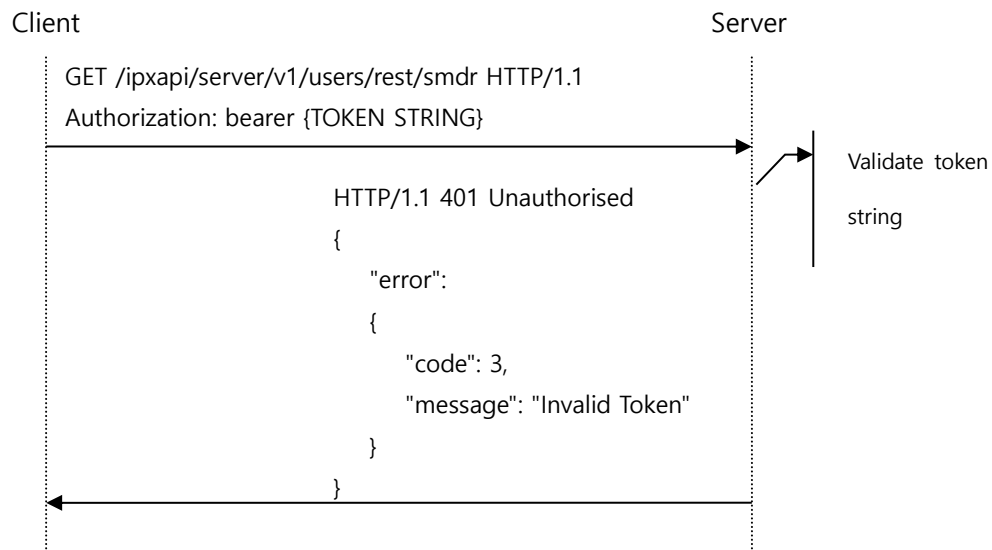 Client
Server
GET /ipxapi/server/v1/users/rest/smdr HTTP/1.1
Authorization: bearer {TOKEN STRING}
Validate token
string
HTTP/1.1 401 Unauthorised
{
"error":
{
"code": 3,
"message": "Invalid Token"
}
}